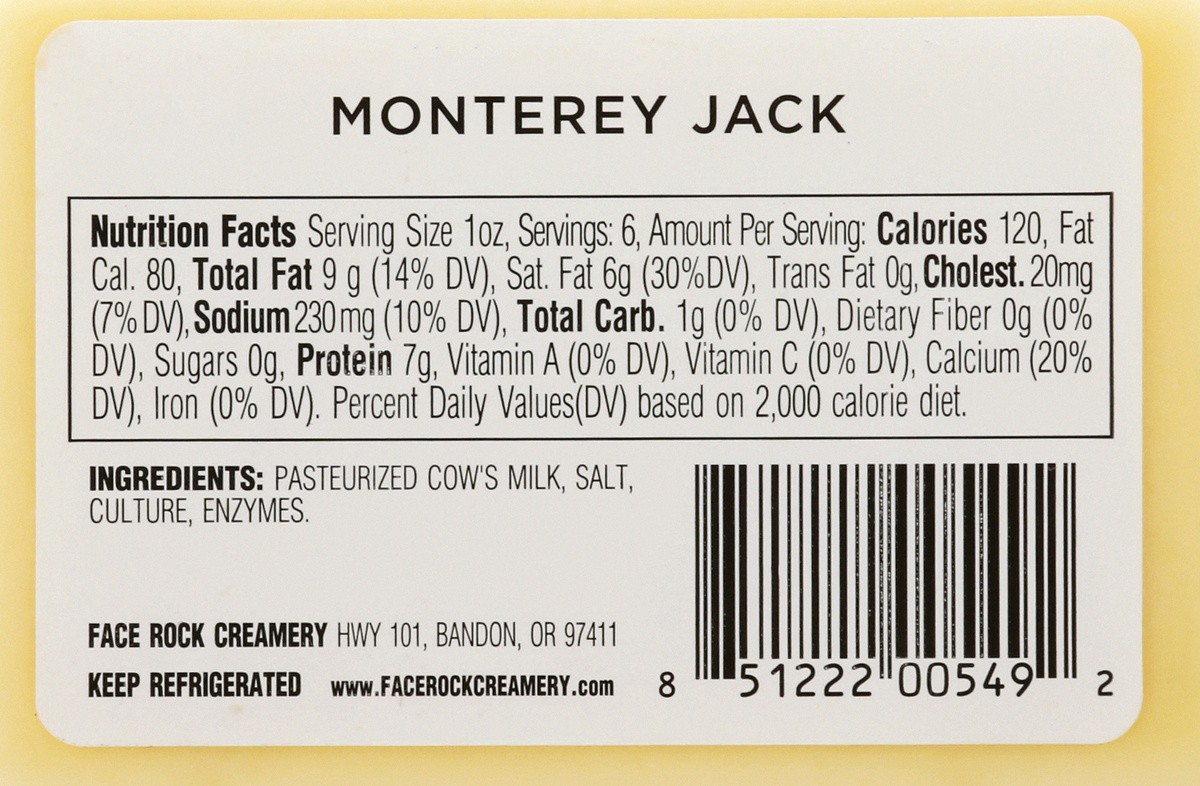 MONTEREY JACK
Nutrition Facts Serving Size 1oz, Servings: 6, Amount Per Serving: Calories 120, Fat
Cal. 80, Total Fat 9 g (14% DV), Sat. Fat 6g (30%DV), Trans Fat 0g, Cholest. 20mg
(7% DV), Sodium 230mg (10% DV), Total Carb. 1g (0% DV), Dietary Fiber 0g (0%
DV), Sugars 0g, Protein 7g, Vitamin A (0% DV), Vitamin C (0% DV), Calcium (20%
DV), Iron (0% DV). Percent Daily Values(DV) based on 2,000 calorie diet.
INGREDIENTS: PASTEURIZED COW'S MILK, SALT,
CULTURE, ENZYMES.
FACE ROCK CREAMERY HWY 101, BANDON, OR 97411
KEEP REFRIGERATED www.FACEROCKCREAMERY.com
8 51222 00549 2